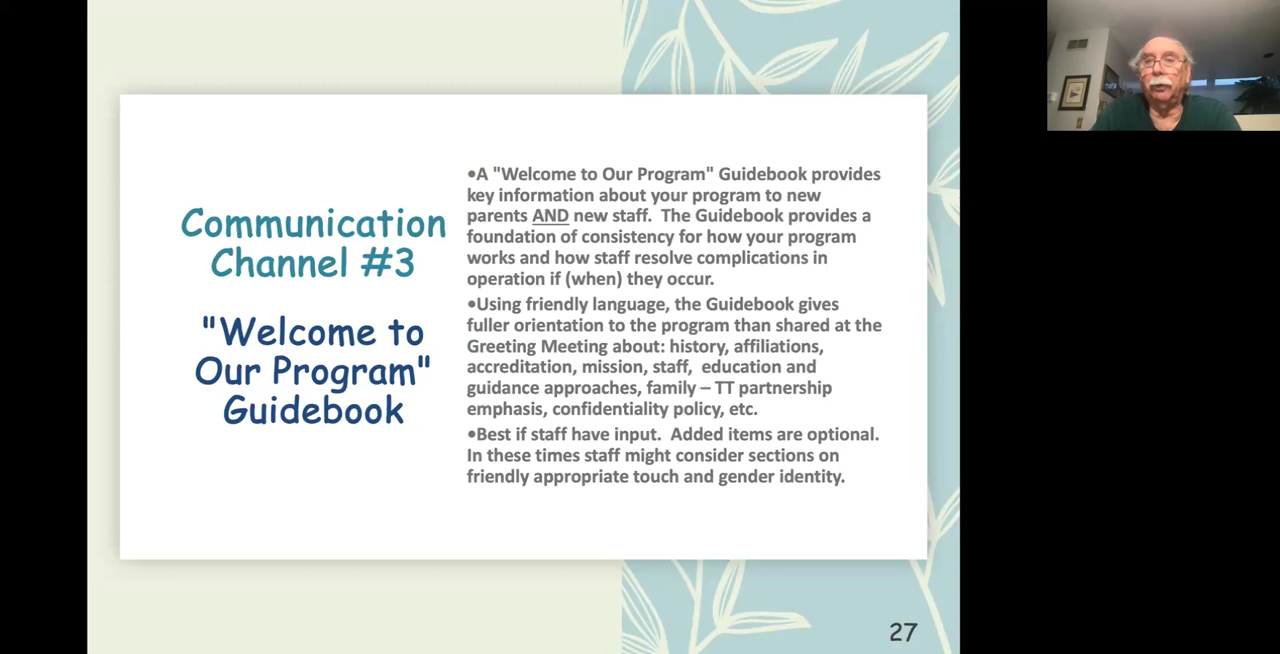 Communication
Channel #3
"Welcome to
Our Program"
Guidebook
•A "Welcome to Our Program" Guidebook provides
key information about your program to new
parents AND new staff.  The Guidebook provides a
foundation of consistency for how your program
works and how staff resolve complications in
operation if (when) they occur.
•Using friendly language, the Guidebook gives
fuller orientation to the program than shared at the
Greeting Meeting about: history, affiliations,
accreditation, mission, staff,  education and
guidance approaches, family – TT partnership
emphasis, confidentiality policy, etc.
•Best if staff have input.  Added items are optional.
In these times staff might consider sections on
friendly appropriate touch and gender identity.
27